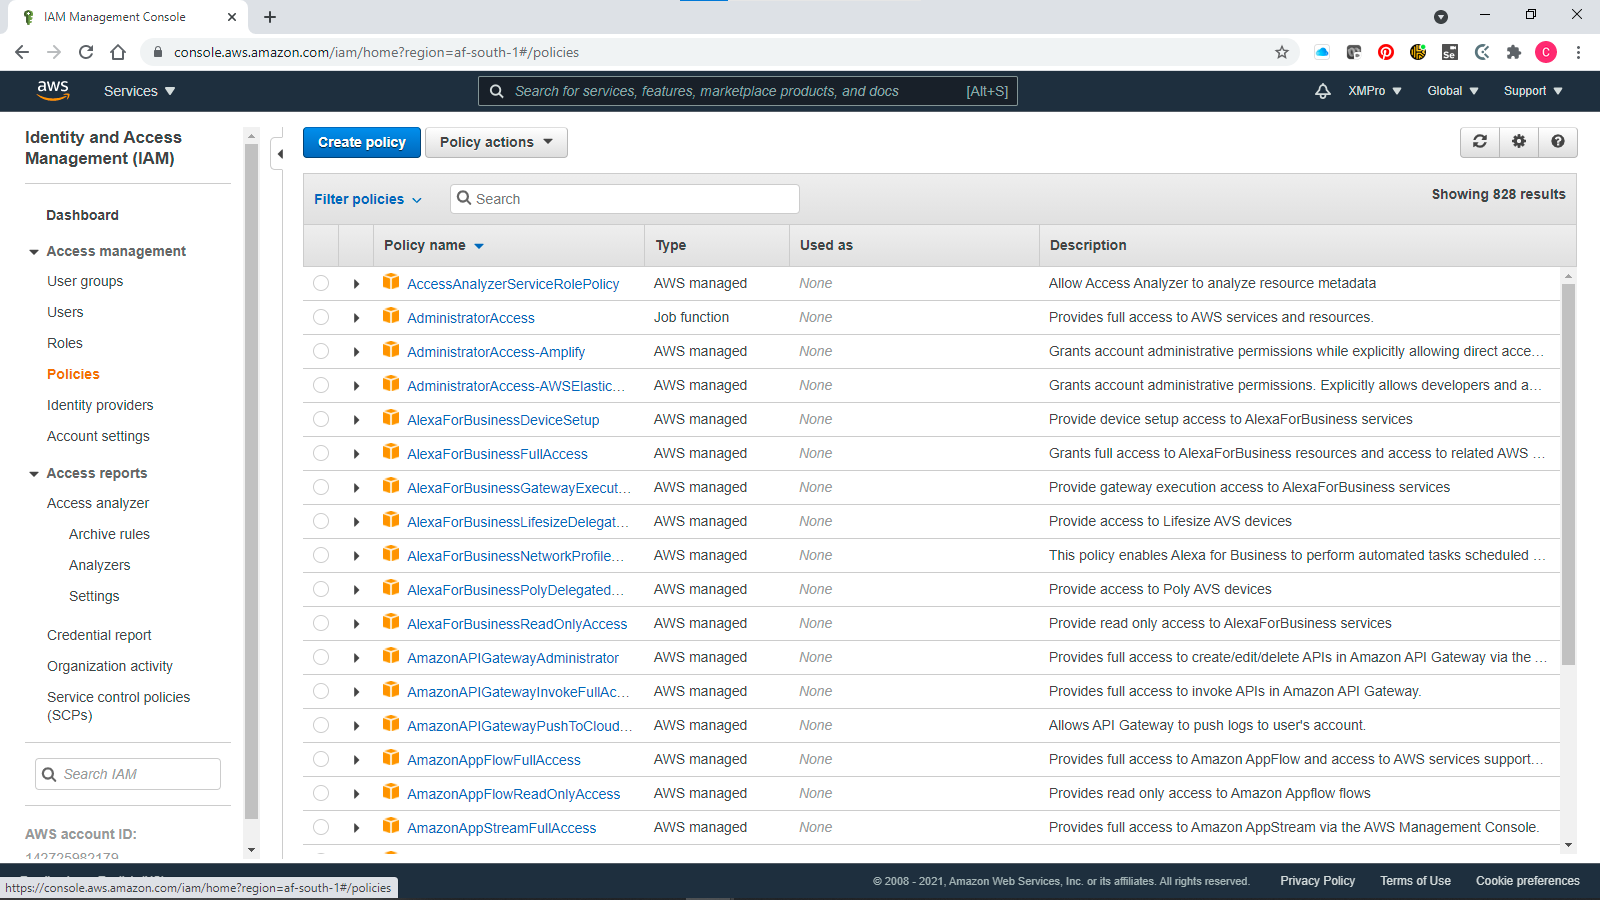 IAM Management Console
console.aws.amazon.com/iam/home?region=af-south-1#/policies
Se
C
aws
Services
Search for services, features, marketplace products, and docs
[Alt+S]
XMPro
Global
Support
Identity and Access
Management (IAM)
Dashboard
Access management
User groups
Users
Roles
Policies
Identity providers
Account settings
Access reports
Access analyzer
Archive rules
Analyzers
Settings
Credential report
Organization activity
Service control policies
(SCPs)
Search IAM
AWS account ID:
142725982179
Create policy
Policy actions
Filter policies
Search
Showing 828 results
Policy name Type Used as Description
AccessAnalyzerServiceRolePolicy AWS managed None Allow Access Analyzer to analyze resource metadata
AdministratorAccess Job function None Provides full access to AWS services and resources.
AdministratorAccess-Amplify AWS managed None Grants account administrative permissions while explicitly allowing direct acce...
AdministratorAccess-AWSElastic... AWS managed None Grants account administrative permissions. Explicitly allows developers and a...
AlexaForBusinessDeviceSetup AWS managed None Provide device setup access to AlexaForBusiness services
AlexaForBusinessFullAccess AWS managed None Grants full access to AlexaForBusiness resources and access to related AWS ...
AlexaForBusinessGatewayExecut... AWS managed None Provide gateway execution access to AlexaForBusiness services
AlexaForBusinessLifesizeDelegat... AWS managed None Provide access to Lifesize AVS devices
AlexaForBusinessNetworkProfile... AWS managed None This policy enables Alexa for Business to perform automated tasks scheduled ...
AlexaForBusinessPolyDelegated... AWS managed None Provide access to Poly AVS devices
AlexaForBusinessReadOnlyAccess AWS managed None Provide read only access to AlexaForBusiness services
AmazonAPIGatewayAdministrator AWS managed None Provides full access to create/edit/delete APIs in Amazon API Gateway via the ...
AmazonAPIGatewayInvokeFullAc... AWS managed None Provides full access to invoke APIs in Amazon API Gateway.
AmazonAPIGatewayPushToCloud... AWS managed None Allows API Gateway to push logs to user's account.
AmazonAppFlowFullAccess AWS managed None Provides full access to Amazon AppFlow and access to AWS services support...
AmazonAppFlowReadOnlyAccess AWS managed None Provides read only access to Amazon Appflow flows
AmazonAppStreamFullAccess AWS managed None Provides full access to Amazon AppStream via the AWS Management Console.
https://console.aws.amazon.com/iam/home?region=af-south-1#/policies
© 2008 - 2021, Amazon Web Services, Inc. or its affiliates. All rights reserved.
Privacy Policy
Terms of Use
Cookie preferences